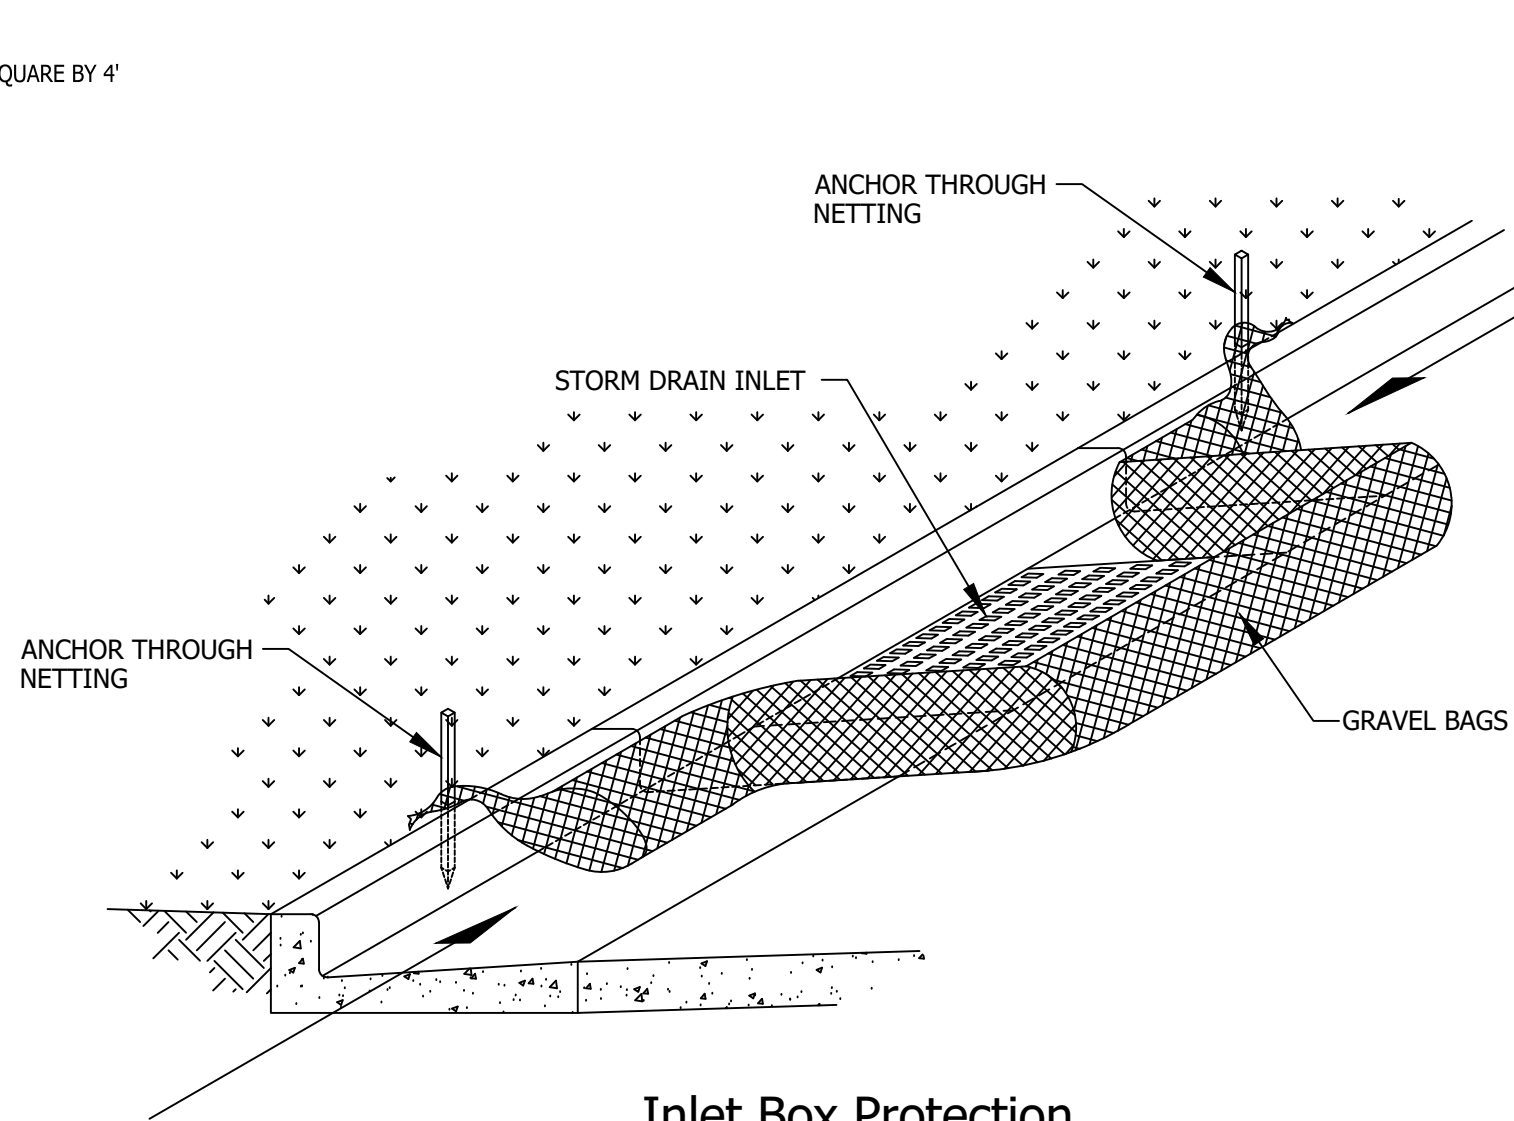 QUARE BY 4'
ANCHOR THROUGH
NETTING
STORM DRAIN INLET
ANCHOR THROUGH
NETTING
GRAVEL BAGS
Inlet Box Protection